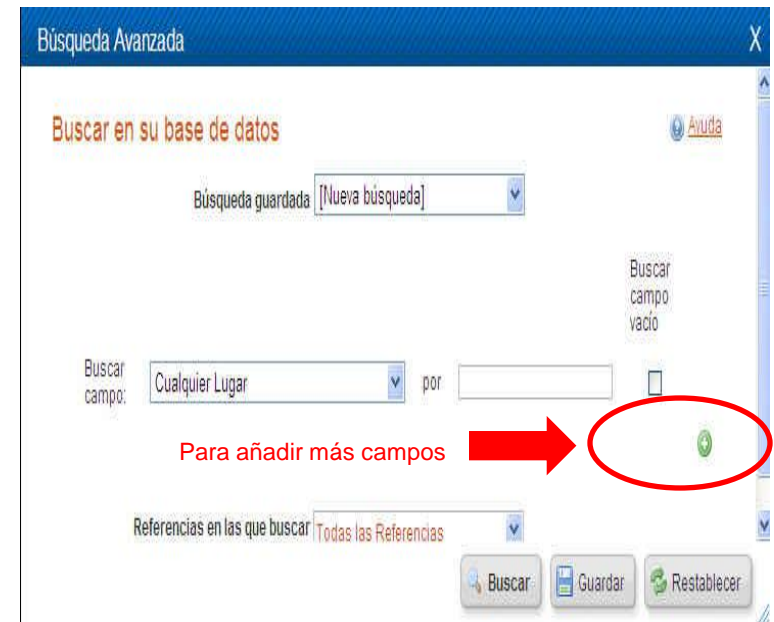 Búsqueda Avanzada X
Buscar en su base de datos
Ayuda
Búsqueda guardada [Nueva búsqueda]
Buscar
campo
vacío
Buscar
campo:
Cualquier Lugar por
Para añadir más campos
Referencias en las que buscar Todas las Referencias
Buscar Guardar Restablecer